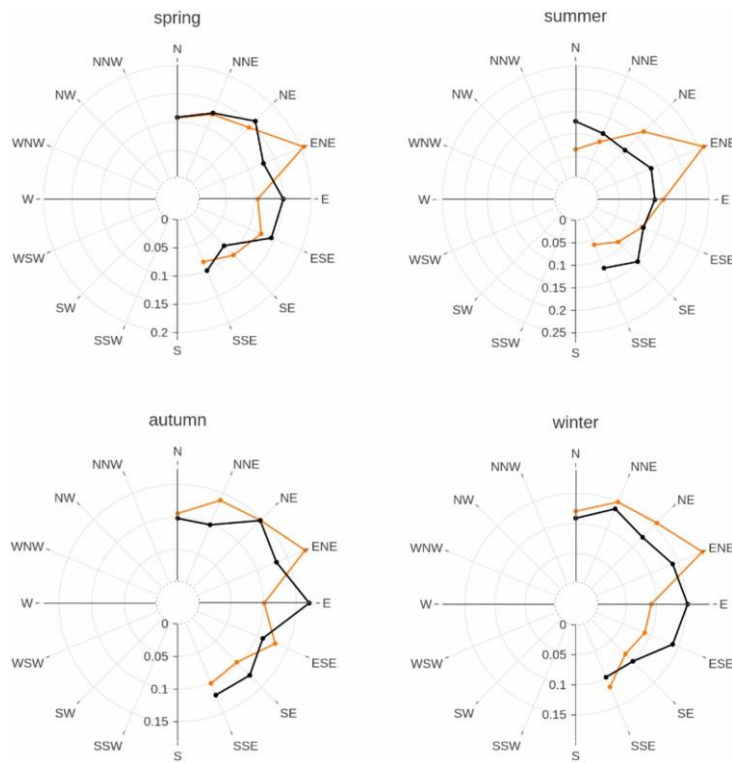 spring
N
NNW
NNE
NW
NE
WNW
ENE
W
E
0
WSW
ESE
0.05
0.1
SW
SE
0.15
SSW
SSE
0.2
S
summer
N
NNW
NNE
NW
NE
WNW
ENE
W
E
0
WSW
ESE
0.05
0.1
0.15
SW
SE
0.2
SSW
SSE
0.25
S
autumn
N
NNW
NNE
NW
NE
WNW
ENE
W
E
0
WSW
ESE
0.05
0.1
SW
SE
0.15
SSW
SSE
S
winter
N
NNW
NNE
NW
NE
WNW
ENE
W
E
0
WSW
ESE
0.05
0.1
SW
SE
0.15
SSW
SSE
S